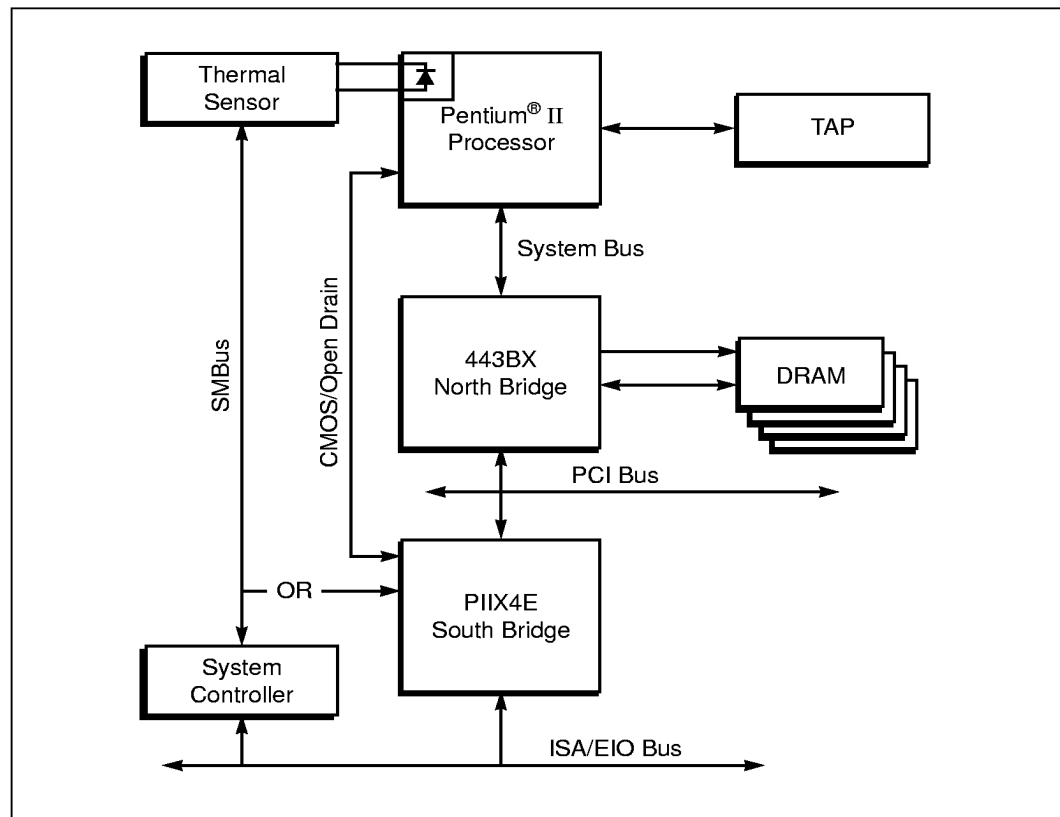 Thermal
Sensor
Pentium® II
Processor
TAP
System Bus
SMBus
CMOS/Open Drain
443BX
North Bridge
DRAM
PCI Bus
OR
PIIX4E
South Bridge
System
Controller
ISA/EIO Bus